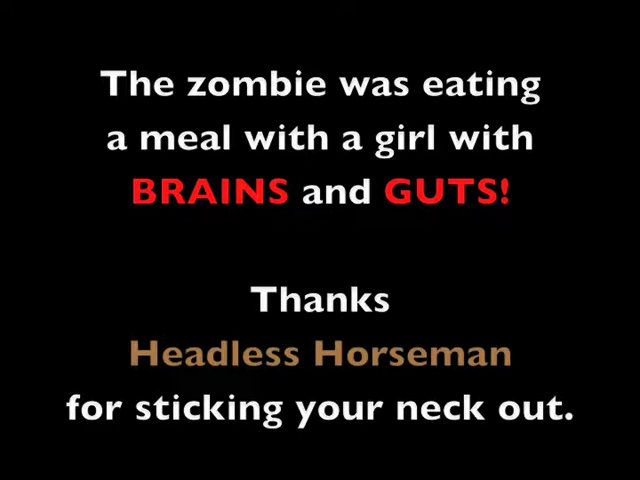 The zombie was eating
a meal with a girl with
BRAINS and GUTS!
Thanks
Headless Horseman
for sticking your neck out.